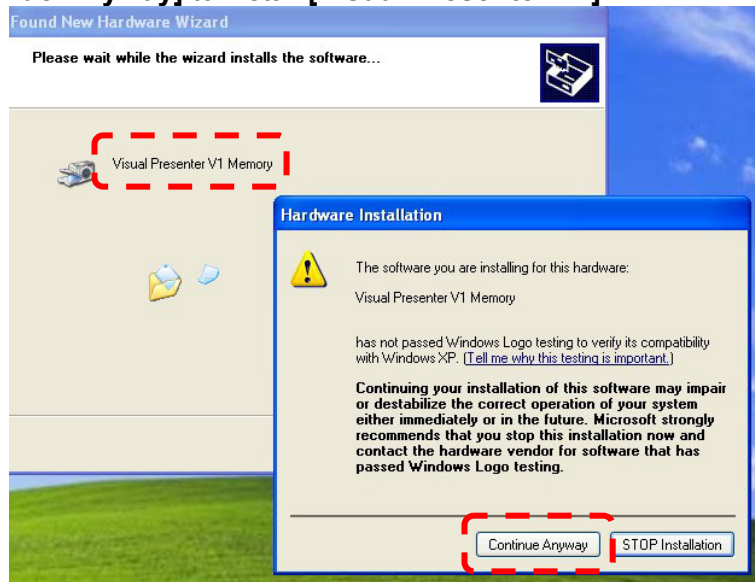 Found New Hardware Wizard
Please wait while the wizard installs the software...
Visual Presenter V1 Memory
Hardware Installation
The software you are installing for this hardware:
Visual Presenter V1 Memory
has not passed Windows Logo testing to verify its compatibility
with Windows XP. (Tell me why this testing is important.)
Continuing your installation of this software may impair
or destabilize the correct operation of your system
either immediately or in the future. Microsoft strongly
recommends that you stop this installation now and
contact the hardware vendor for software that has
passed Windows Logo testing.
Continue Anyway
STOP Installation